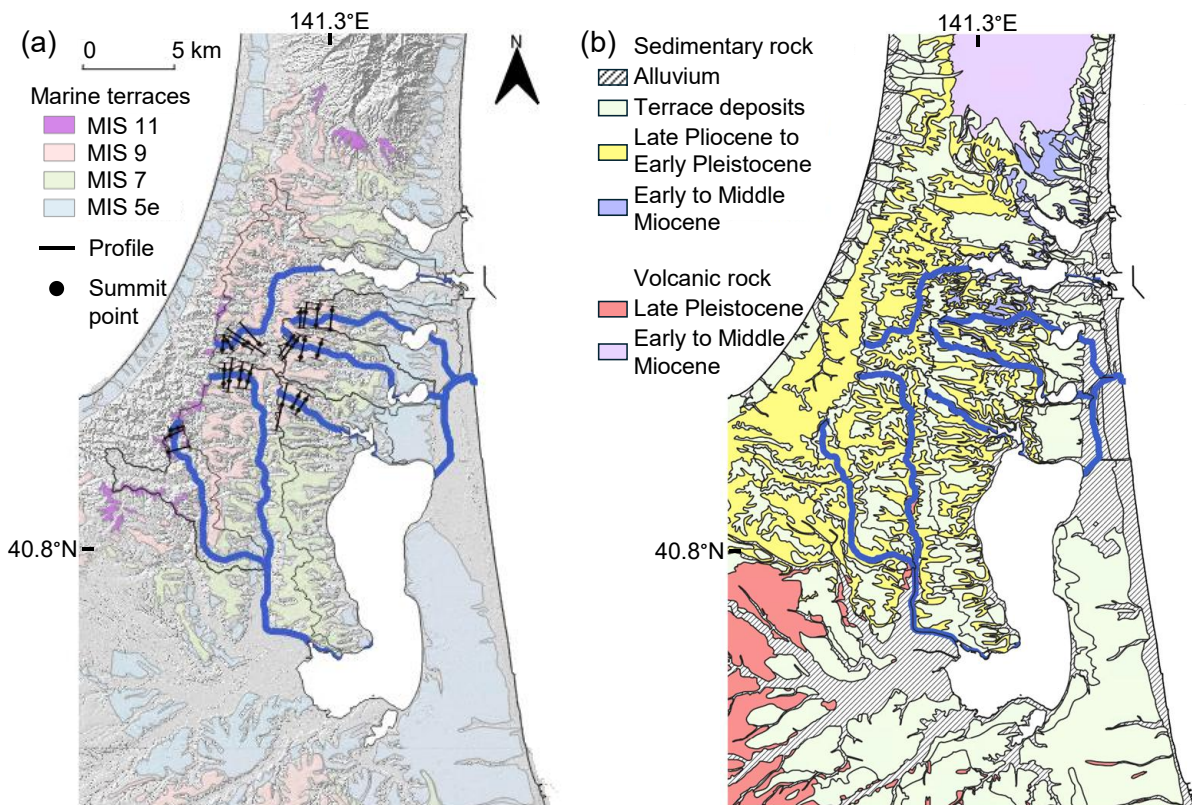 (a)
141.3°E
0 5 km
N
Marine terraces
MIS 11
MIS 9
MIS 7
MIS 5e
Profile
Summit
point
40.8°N
(b)
141.3°E
Sedimentary rock
Alluvium
Terrace deposits
Late Pliocene to
Early Pleistocene
Early to Middle
Miocene
Volcanic rock
Late Pleistocene
Early to Middle
Miocene
40.8°N